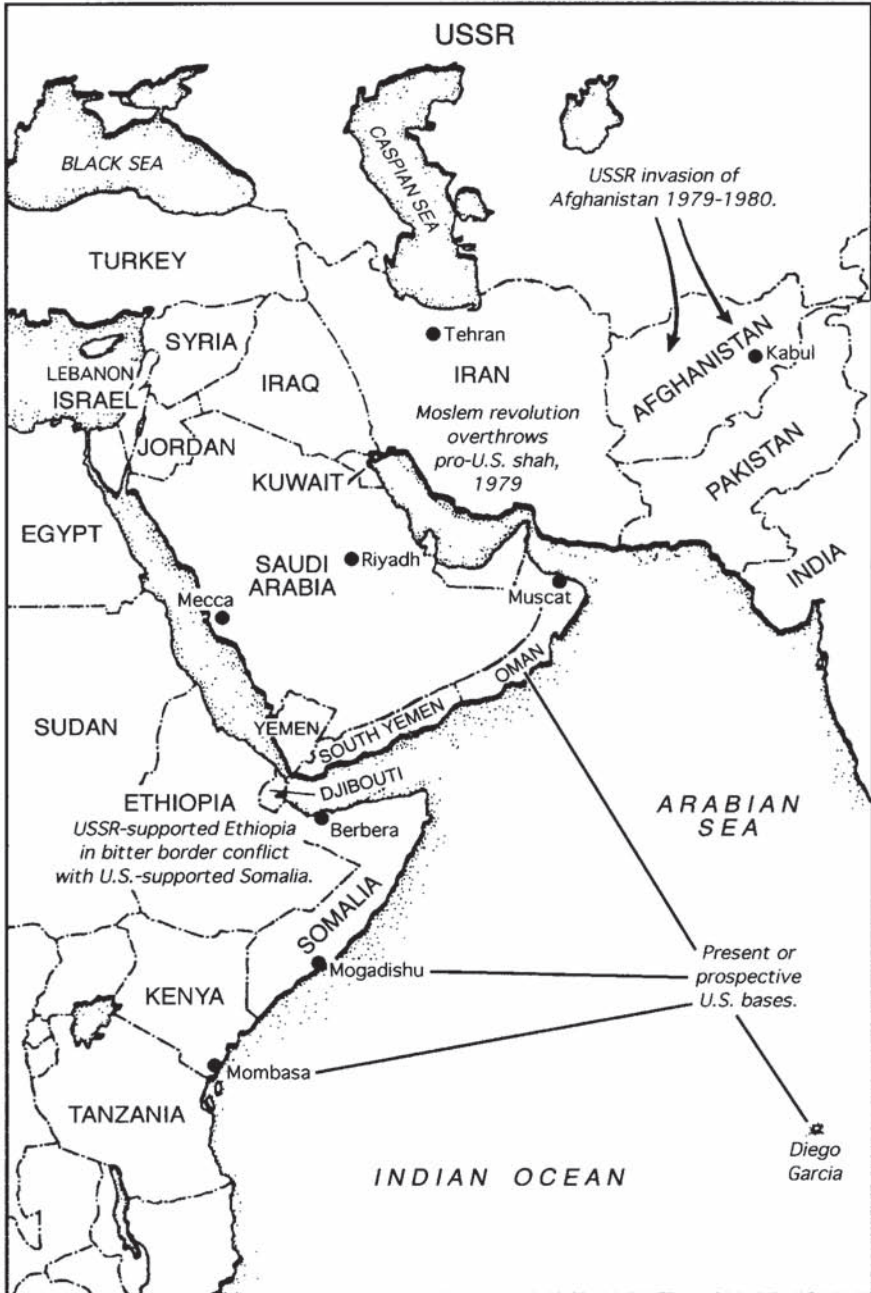 USSR
BLACK SEA
CASPIAN SEA
USSR invasion of
Afghanistan 1979-1980.
TURKEY
SYRIA
Tehran
LEBANON
ISRAEL
IRAQ
IRAN
AFGHANISTAN
Kabul
JORDAN
Moslem revolution
overthrows
pro-U.S. shah,
1979
KUWAIT
PAKISTAN
EGYPT
SAUDI
ARABIA
Riyadh
INDIA
Mecca
Muscat
OMAN
SUDAN
YEMEN
SOUTH YEMEN
DJIBOUTI
ETHIOPIA
USSR-supported Ethiopia
in bitter border conflict
with U.S.-supported Somalia.
Berbera
ARABIAN
SEA
SOMALIA
Mogadishu
Present or
prospective
U.S. bases.
KENYA
Mombasa
TANZANIA
Diego
Garcia
INDIAN OCEAN